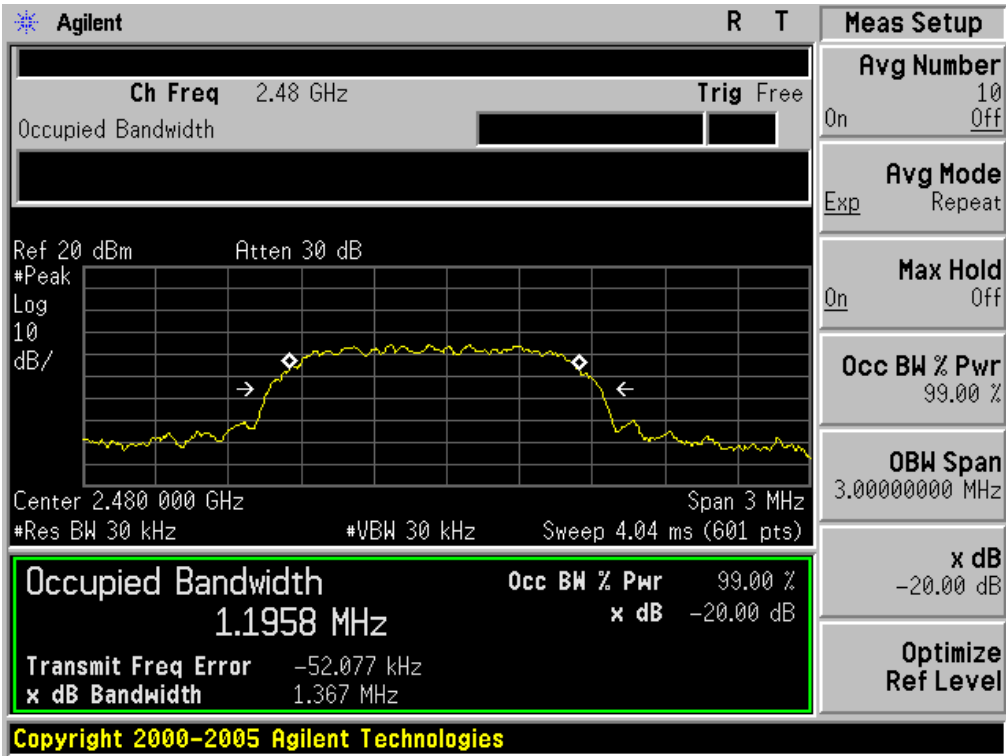 Agilent R T Meas Setup
Ch Freq 2.48 GHz Trig Free
Occupied Bandwidth
Ref 20 dBm Atten 30 dB
#Peak
Log
10
dB/
Center 2.480 000 GHz Span 3 MHz
#Res BW 30 kHz #VBW 30 kHz Sweep 4.04 ms (601 pts)
Occupied Bandwidth Occ BW % Pwr 99.00 %
1.1958 MHz x dB -20.00 dB
Transmit Freq Error -52.077 kHz
x dB Bandwidth 1.367 MHz
Copyright 2000-2005 Agilent Technologies
Avg Number
10
On Off
Avg Mode
Exp Repeat
Max Hold
On Off
Occ BW % Pwr
99.00 %
OBW Span
3.00000000 MHz
x dB
-20.00 dB
Optimize
Ref Level